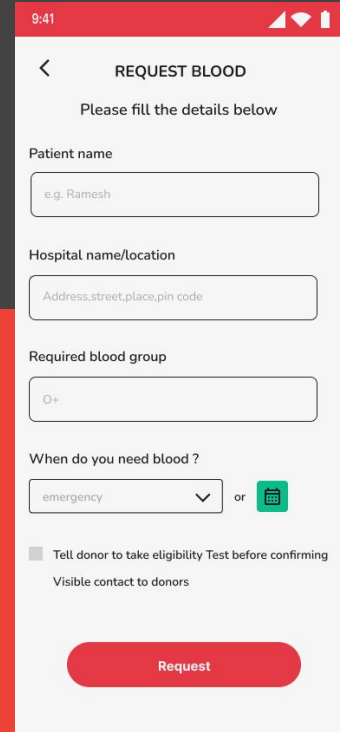 9:41
REQUEST BLOOD
Please fill the details below
Patient name
e.g. Ramesh
Hospital name/location
Address,street,place,pin code
Required blood group
O+
When do you need blood ?
emergency
or
Tell donor to take eligibility Test before confirming
Visible contact to donors
Request